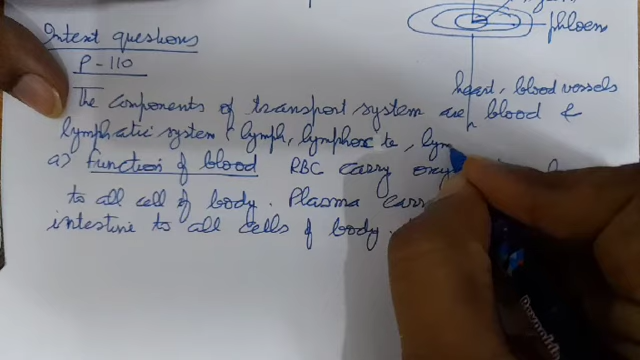 Intext questions
phloem
P-110
heart, blood vessels
The components of transport system are blood &
lymphatic system ( lymph, lymphocte, lym
a) Function of blood RBC carry oxy
to all cell of body. Plasma carr
intestine to all cells of body.